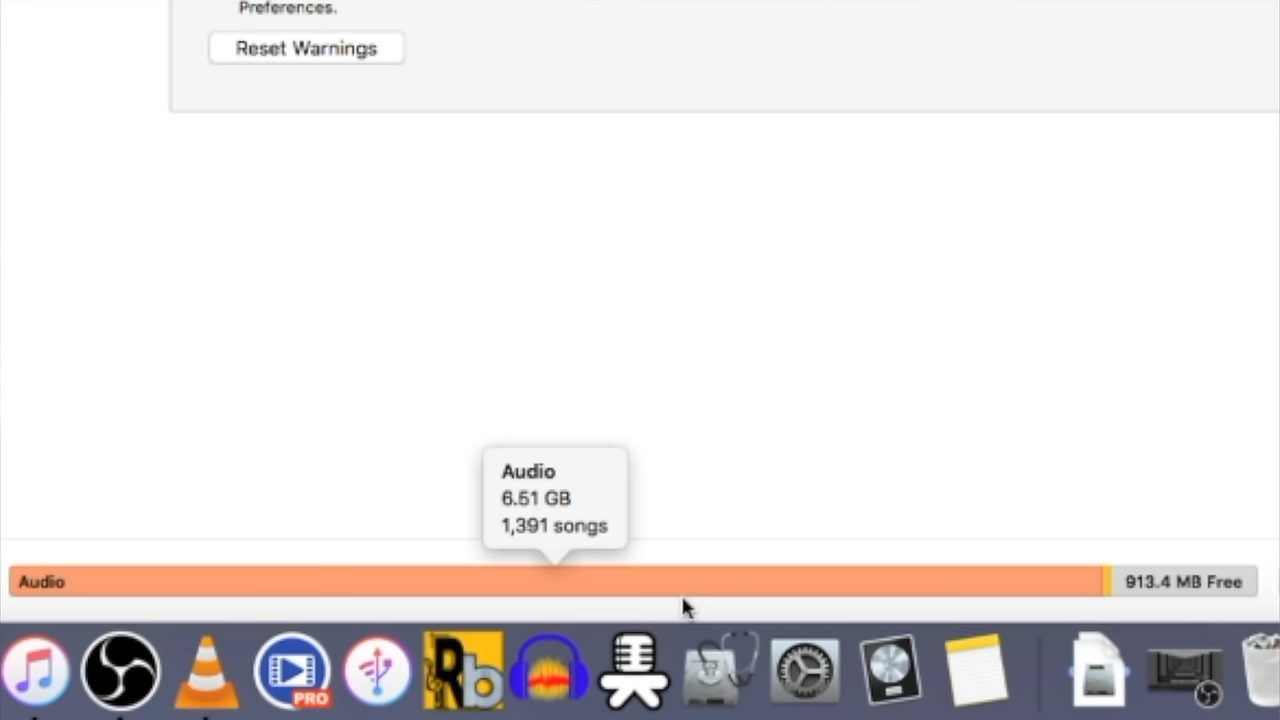 Preferences.
Reset Warnings
Audio
6.51 GB
1,391 songs
Audio
913.4 MB Free
PRO
Rb